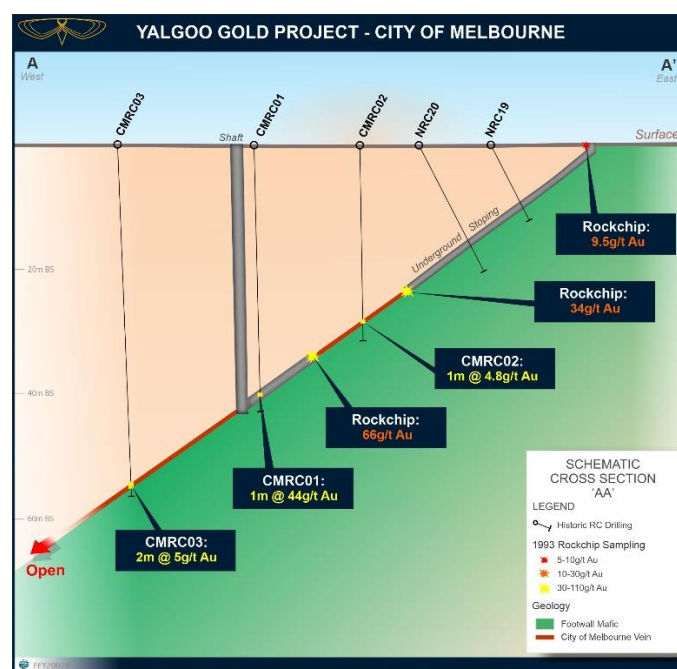 YALGOO GOLD PROJECT - CITY OF MELBOURNE
A
West
A'
East
CMRC03
Shaft
CMRC01
CMRC02
NRC20
NRC19
Surface
Underground Stoping
20m BS
40m BS
60m BS
Rockchip:
9.5g/t Au
Rockchip:
34g/t Au
CMRC02:
1m @ 4.8g/t Au
Rockchip:
66g/t Au
CMRC01:
1m @ 44g/t Au
CMRC03:
2m @ 5g/t Au
Open
SCHEMATIC
CROSS SECTION
'AA'
LEGEND
Historic RC Drilling
1993 Rockchip Sampling
5-10g/t Au
10-30g/t Au
30-110g/t Au
Geology
Footwall Mafic
City of Melbourne Vein